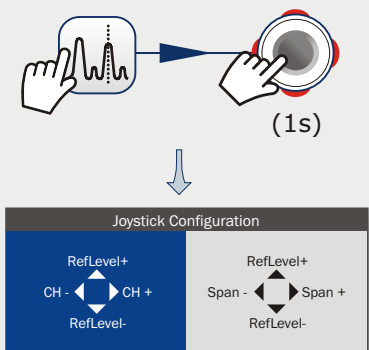 (1s)
Joystick Configuration
RefLevel+
CH - CH +
RefLevel-
RefLevel+
Span - Span +
RefLevel-